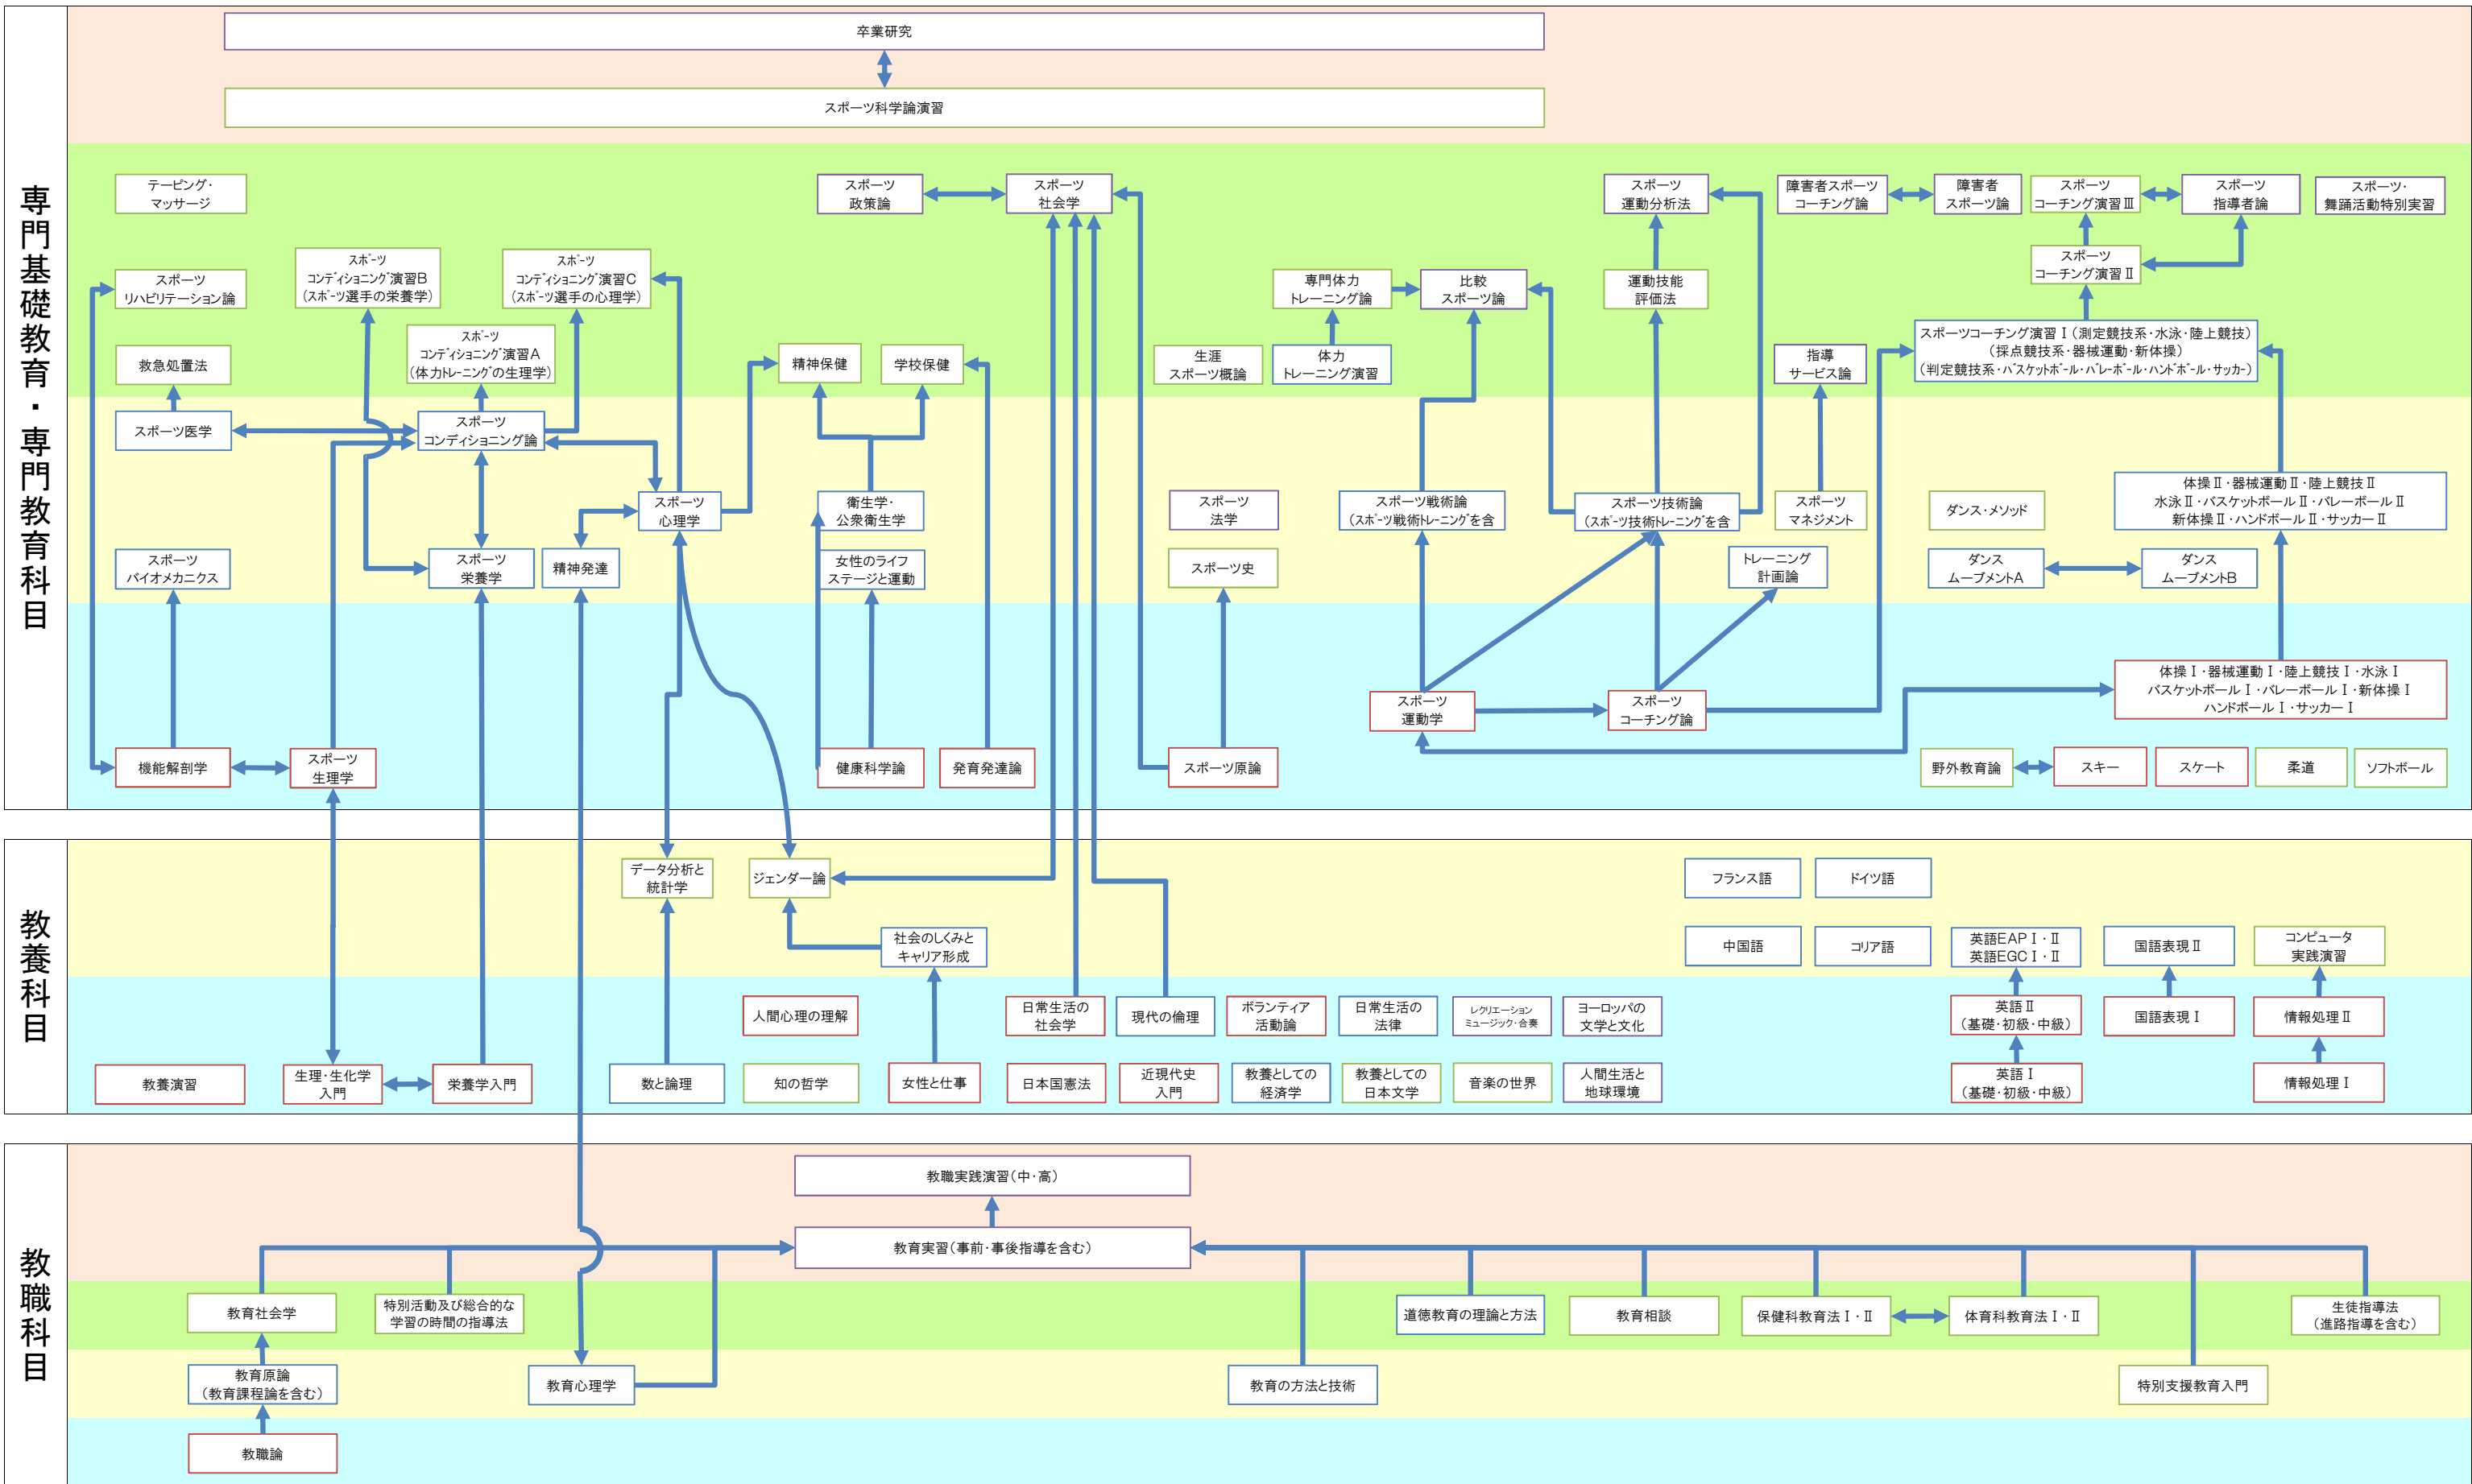 専門基礎教育・専門教育科目
卒業研究
スポーツ科学論演習
テーピング・
マッサージ
スポーツ
政策論
スポーツ
社会学
スポーツ
運動分析法
障害者スポーツ
コーチング論
障害者
スポーツ論
スポーツ
コーチング演習Ⅲ
スポーツ
指導者論
スポーツ・
舞踊活動特別実習
スポーツ
リハビリテーション論
スポーツ
コンディショニング演習B
(スポーツ選手の栄養学)
スポーツ
コンディショニング演習C
(スポーツ選手の心理学)
専門体力
トレーニング論
比較
スポーツ論
運動技能
評価法
スポーツ
コーチング演習Ⅱ
救急処置法
スポーツ
コンディショニング演習A
(体力トレーニングの生理学)
精神保健
学校保健
生涯
スポーツ概論
体力
トレーニング演習
指導
サービス論
スポーツコーチング演習Ⅰ(測定競技系・水泳・陸上競技)
(採点競技系・器械運動・新体操)
(判定競技系・バスケットボール・バレーボール・ハンドボール・サッカー)
スポーツ医学
スポーツ
コンディショニング論
スポーツ
心理学
衛生学・
公衆衛生学
スポーツ
法学
スポーツ戦術論
(スポーツ戦術トレーニングを含
スポーツ技術論
(スポーツ技術トレーニングを含
スポーツ
マネジメント
ダンス・メソッド
体操Ⅱ・器械運動Ⅱ・陸上競技Ⅱ
水泳Ⅱ・バスケットボールⅡ・バレーボールⅡ
新体操Ⅱ・ハンドボールⅡ・サッカーⅡ
スポーツ
バイオメカニクス
スポーツ
栄養学
精神発達
女性のライフ
ステージと運動
スポーツ史
トレーニング
計画論
ダンス
ムーブメントA
ダンス
ムーブメントB
スポーツ
運動学
スポーツ
コーチング論
体操Ⅰ・器械運動Ⅰ・陸上競技Ⅰ・水泳Ⅰ
バスケットボールⅠ・バレーボールⅠ・新体操Ⅰ
ハンドボールⅠ・サッカーⅠ
機能解剖学
スポーツ
生理学
健康科学論
発育発達論
スポーツ原論
野外教育論
スキー
スケート
柔道
ソフトボール
教養科目
データ分析と
統計学
ジェンダー論
フランス語
ドイツ語
社会のしくみと
キャリア形成
中国語
コリア語
英語EAPⅠ・Ⅱ
英語EGCⅠ・Ⅱ
国語表現Ⅱ
コンピュータ
実践演習
人間心理の理解
日常生活の
社会学
現代の倫理
ボランティア
活動論
日常生活の
法律
レクリエーション
ミュージック・合奏
ヨーロッパの
文学と文化
英語Ⅱ
(基礎・初級・中級)
国語表現Ⅰ
情報処理Ⅱ
教養演習
生理・生化学
入門
栄養学入門
数と論理
知の哲学
女性と仕事
日本国憲法
近現代史
入門
教養としての
経済学
教養としての
日本文学
音楽の世界
人間生活と
地球環境
英語Ⅰ
(基礎・初級・中級)
情報処理Ⅰ
教職科目
教職実践演習(中・高)
教育実習(事前・事後指導を含む)
教育社会学
特別活動及び総合的な
学習の時間の指導法
道徳教育の理論と方法
教育相談
保健科教育法Ⅰ・Ⅱ
体育科教育法Ⅰ・Ⅱ
生徒指導法
(進路指導を含む)
教育原論
(教育課程論を含む)
教育心理学
教育の方法と技術
特別支援教育入門
教職論